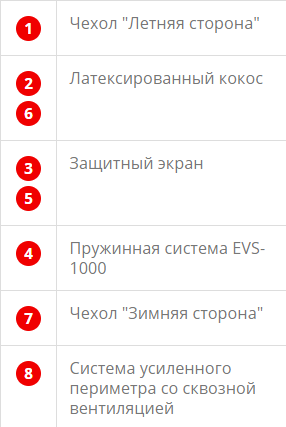 1 Чехол "Летняя сторона"
2 Латексированный кокос
6
3 Защитный экран
5
4 Пружинная система EVS-
1000
7 Чехол "Зимняя сторона"
8 Система усиленного
периметра со сквозной
вентиляцией